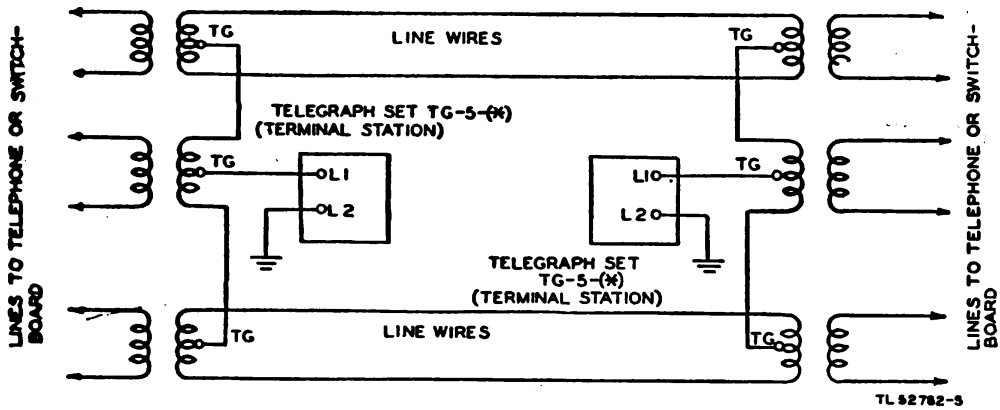 LINES TO TELEPHONE OR SWITCH-
BOARD
TG
LINE WIRES
TG
TELEGRAPH SET TG-5-(*)
(TERMINAL STATION)
TG
L1
L2
L1
L2
TG
TELEGRAPH SET
TG-5-(*)
(TERMINAL STATION)
TG
LINE WIRES
TG
LINES TO TELEPHONE OR SWITCH-
BOARD
TL 52782-S